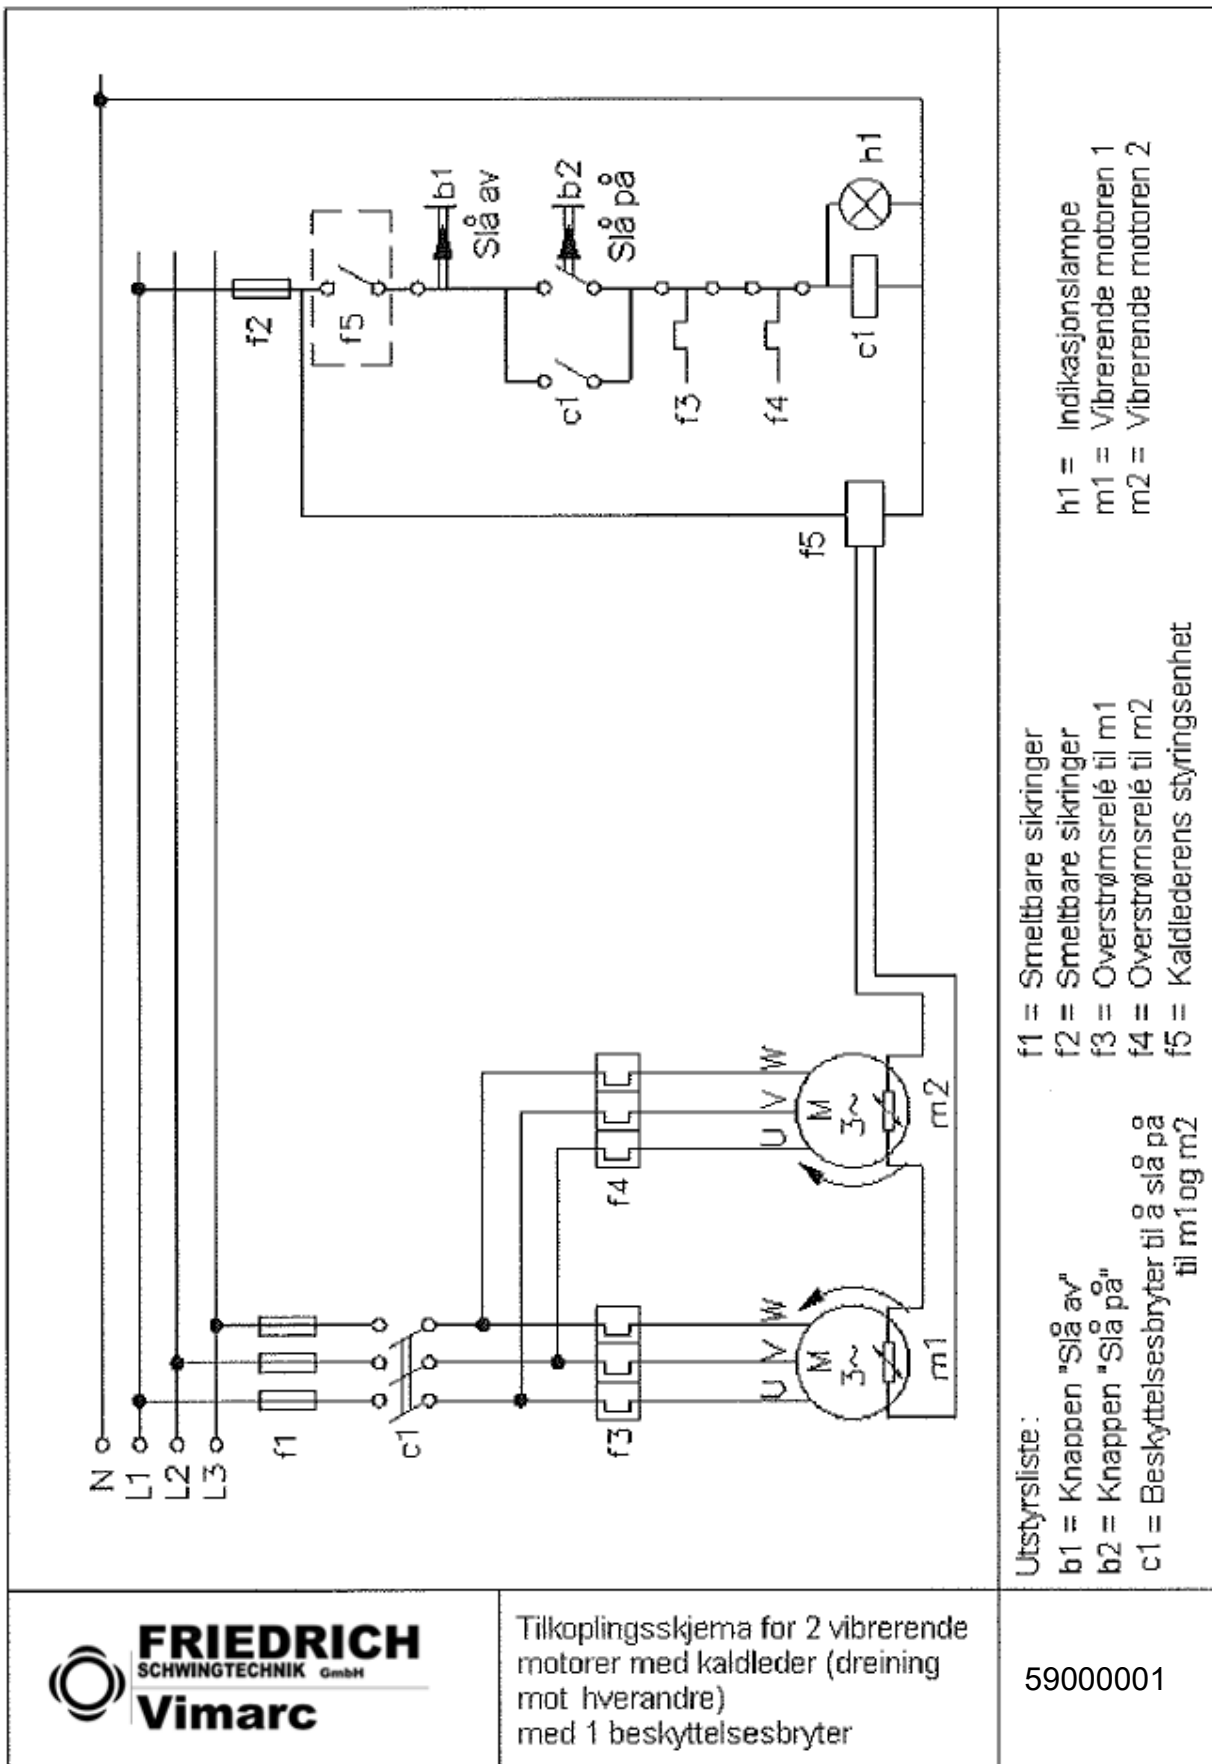 N
L1
L2
L3
f1
c1
f3
f4
U V W
M
3~
m1
U V W
M
3~
m2
f2
f5
b1
Slå av
b2
Slå på
c1
f3
f4
c1
h1
f5
Utstyrsliste:
b1 = Knappen "Slå av"
b2 = Knappen "Slå på"
c1 = Beskyttelsesbryter til å slå på
til m1og m2
f1 = Smeltbare sikringer
f2 = Smeltbare sikringer
f3 = Overstrømsrelé til m1
f4 = Overstrømsrelé til m2
f5 = Kaldlederens styringsenhet
h1 = Indikasjonslampe
m1 = Vibrerende motoren 1
m2 = Vibrerende motoren 2
FRIEDRICH
SCHWINGTECHNIK GmbH
Vimarc
Tilkoplingsskjema for 2 vibrerende
motorer med kaldleder (dreining
mot hverandre)
med 1 beskyttelsesbryter
59000001